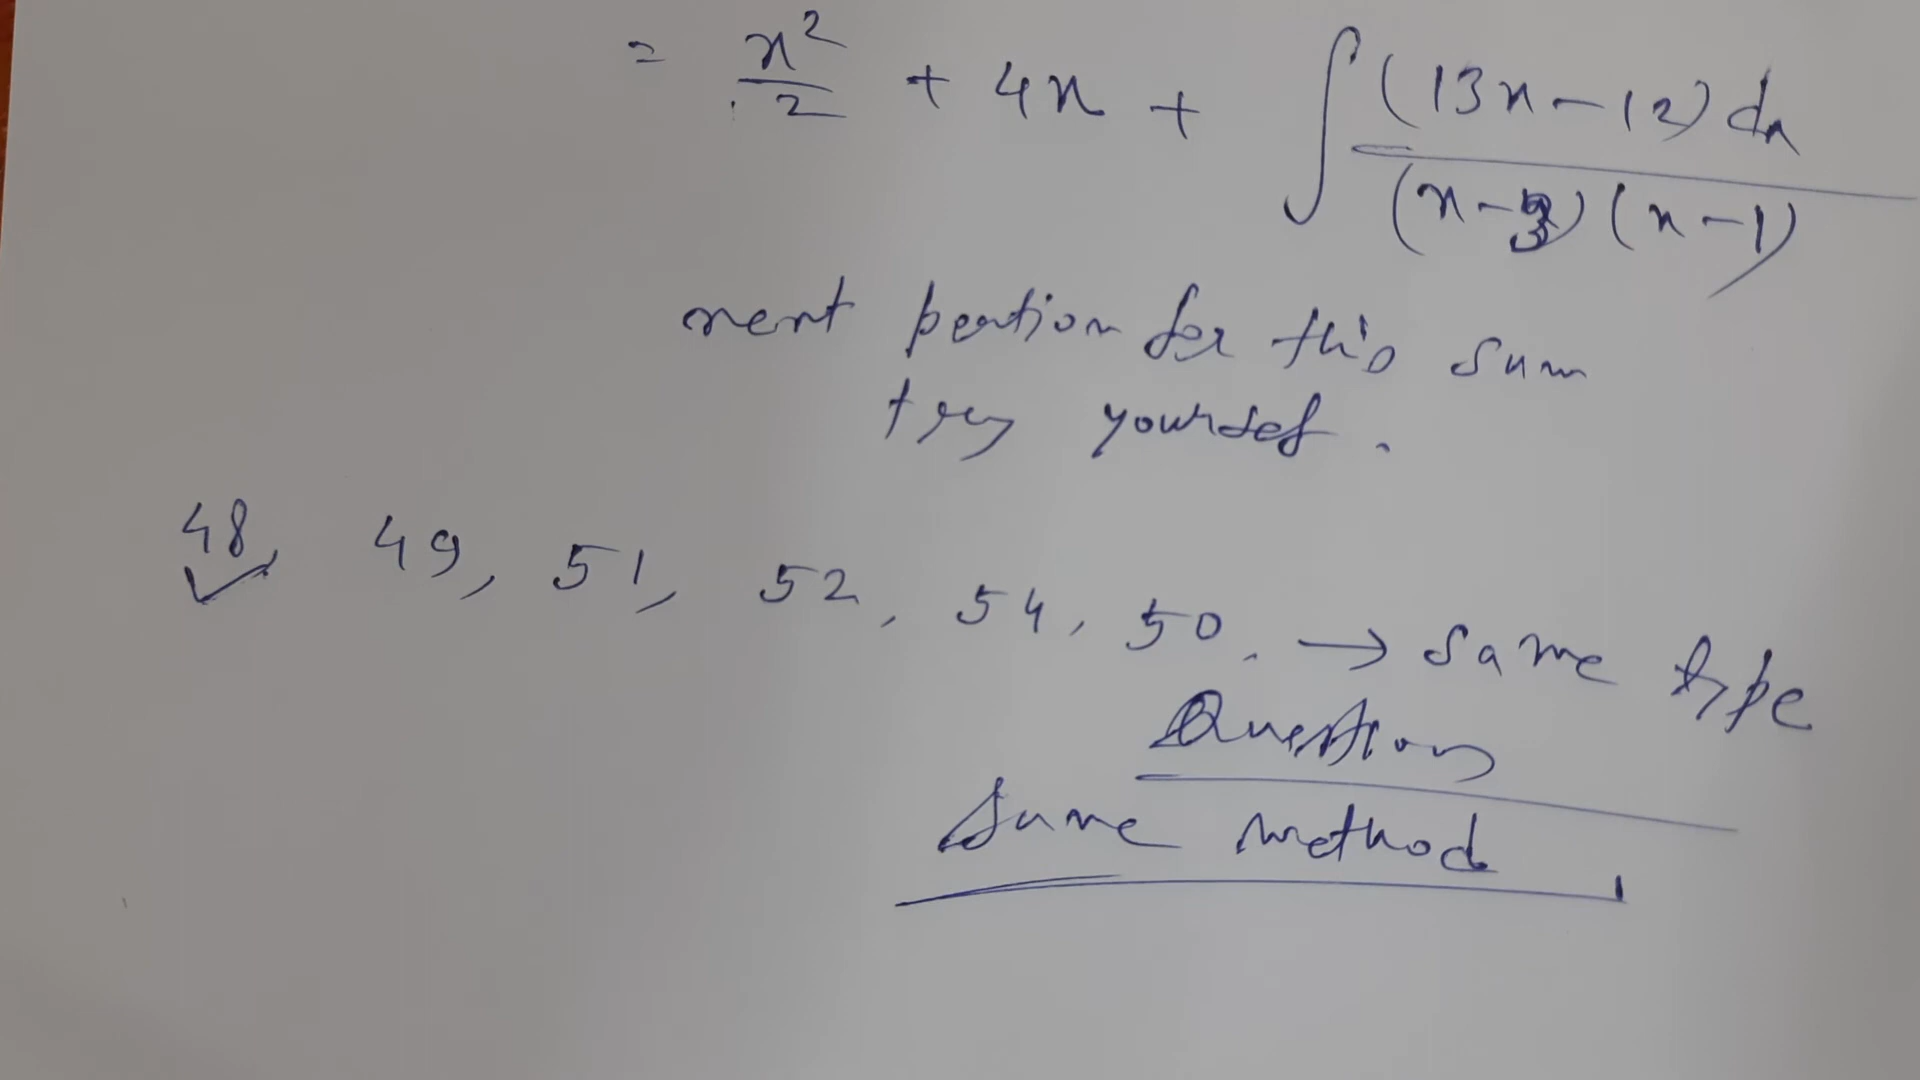 = x²/2 + 4x + ∫ (13x-12)dx / (x-3)(x-1)
next portion for this sum
try yourself.
48, 49, 51, 52, 54, 50. → Same type
Question
Same method